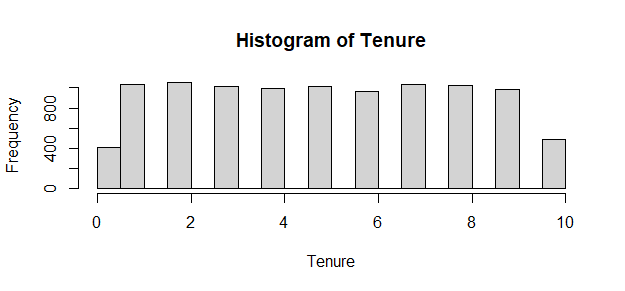 Histogram of Tenure
Frequency
800
400
0
0 2 4 6 8 10
Tenure